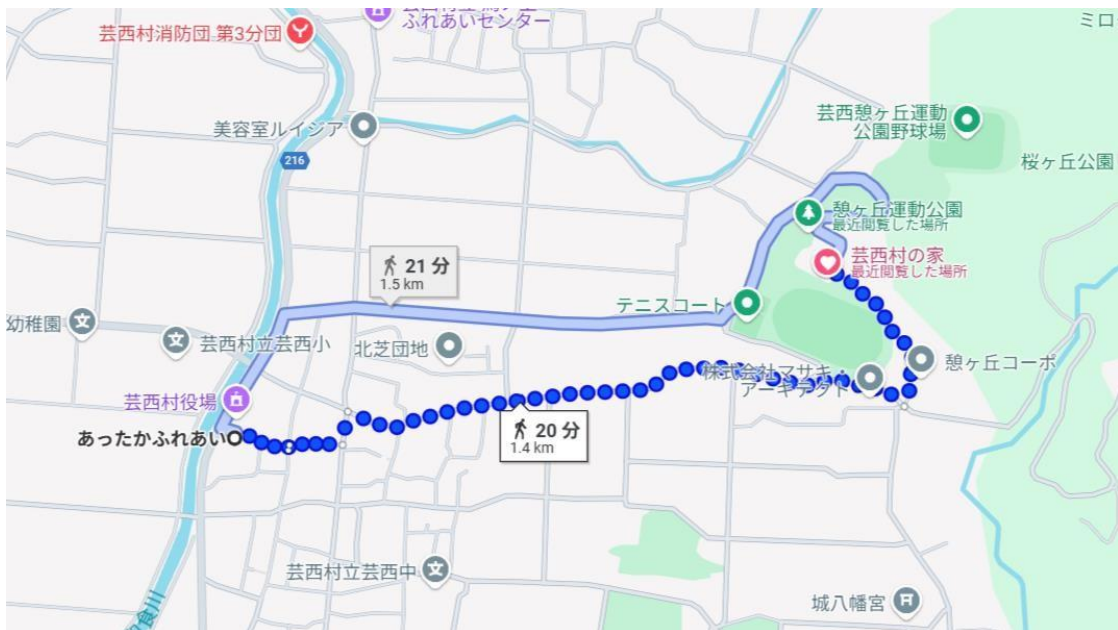 ふれあいセンター
芸西村消防団 第3分団
ミロ
美容室ルイジア
216
芸西憩ヶ丘運動
公園野球場
桜ヶ丘公園
憩ヶ丘運動公園
最近閲覧した場所
21 分
1.5 km
芸西村の家
最近閲覧した場所
テニスコート
幼稚園
芸西村立芸西小
北芝団地
憩ヶ丘コーポ
株式会社マサキ・
アーキテクト
芸西村役場
あったかふれあい
20 分
1.4 km
芸西村立芸西中
城八幡宮